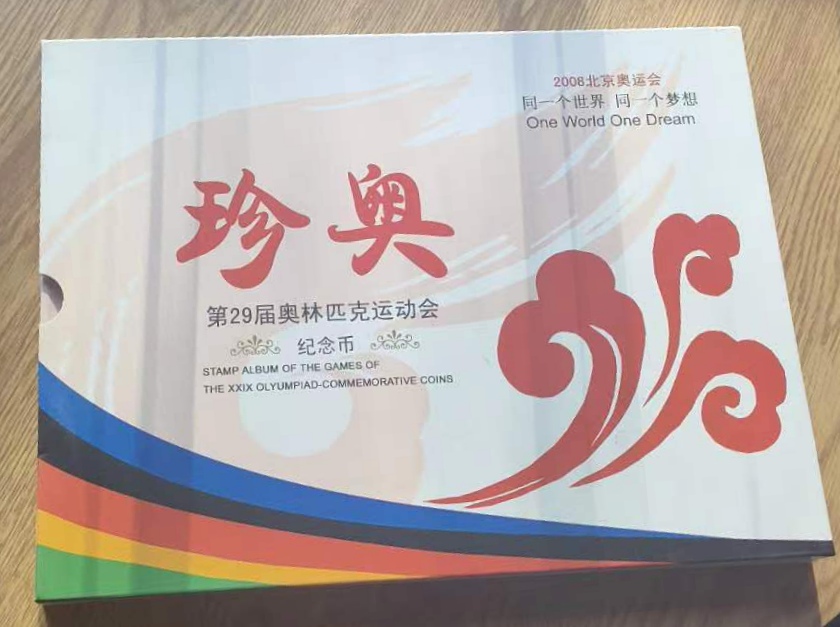 2008北京奥运会
同一个世界 同一个梦想
One World One Dream
珍奥
第29届奥林匹克运动会
纪念币
STAMP ALBUM OF THE GAMES OF
THE XXIX OLYUMPIAD-COMMEMORATIVE COINS